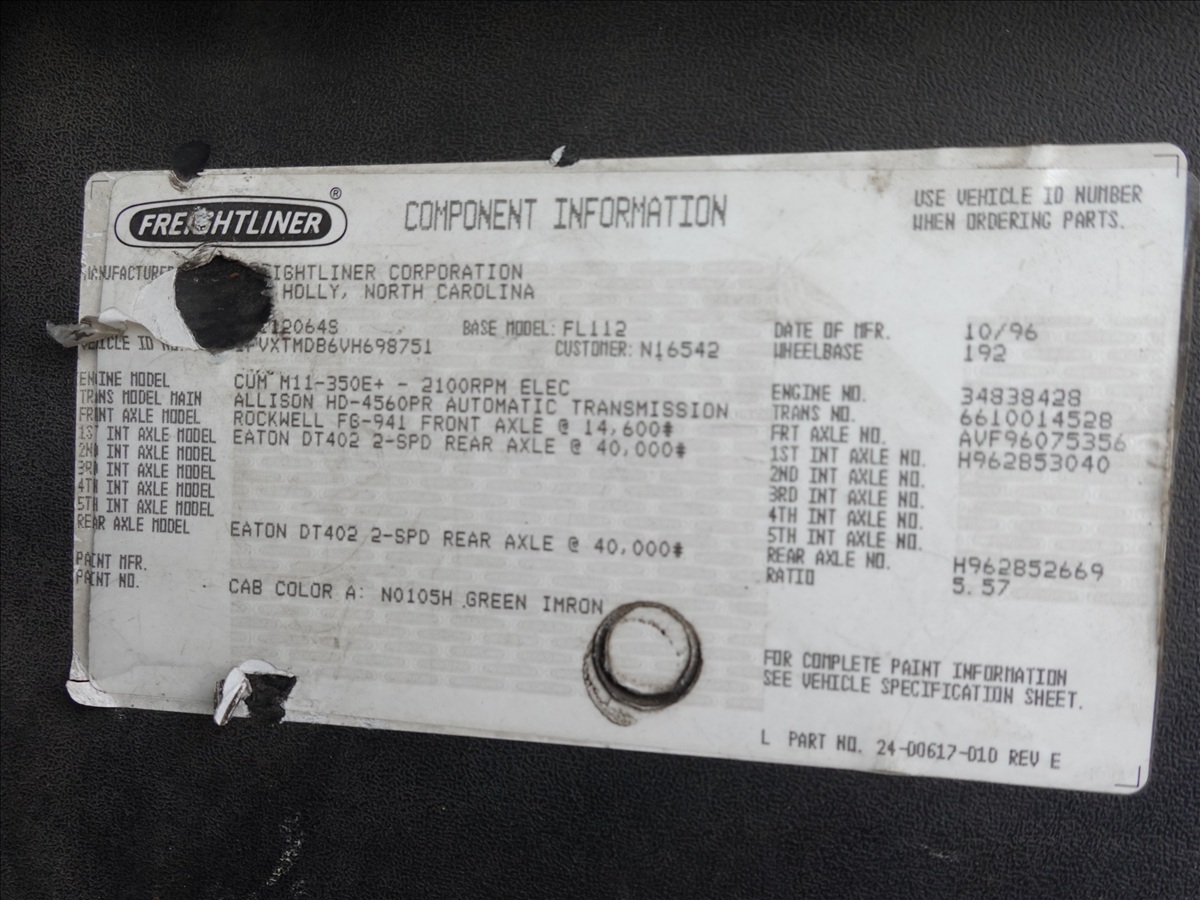 FREIGHTLINER ®
COMPONENT INFORMATION
USE VEHICLE ID NUMBER
WHEN ORDERING PARTS.
EIGHTLINER CORPORATION
HOLLY, NORTH CAROLINA
12064S BASE MODEL: FL112
ID CUSTOMER: N16542
PVXTMDB6VH698751
DATE OF MFR. 10/96
WHEELBASE 192
ENGINE MODEL CUM M11-350E+ - 2100RPM ELEC
TRANS MODEL MAIN ALLISON HD-4560PR AUTOMATIC TRANSMISSION
FRONT AXLE MODEL ROCKWELL FG-941 FRONT AXLE @ 14,600#
1ST INT AXLE MODEL EATON DT402 2-SPD REAR AXLE @ 40,000#
2ND INT AXLE MODEL
3RD INT AXLE MODEL
4TH INT AXLE MODEL
5TH INT AXLE MODEL
REAR AXLE MODEL EATON DT402 2-SPD REAR AXLE @ 40,000#
PAINT MFR.
PAINT NO. CAB COLOR A: N0105H GREEN IMRON
ENGINE NO. 34838428
TRANS NO. 6610014528
FRT AXLE NO. AVF96075356
1ST INT AXLE NO. H962853040
2ND INT AXLE NO.
3RD INT AXLE NO.
4TH INT AXLE NO.
5TH INT AXLE NO.
REAR AXLE NO. H962852669
RATIO 5.57
FOR COMPLETE PAINT INFORMATION
SEE VEHICLE SPECIFICATION SHEET.
L PART NO. 24-00617-010 REV E